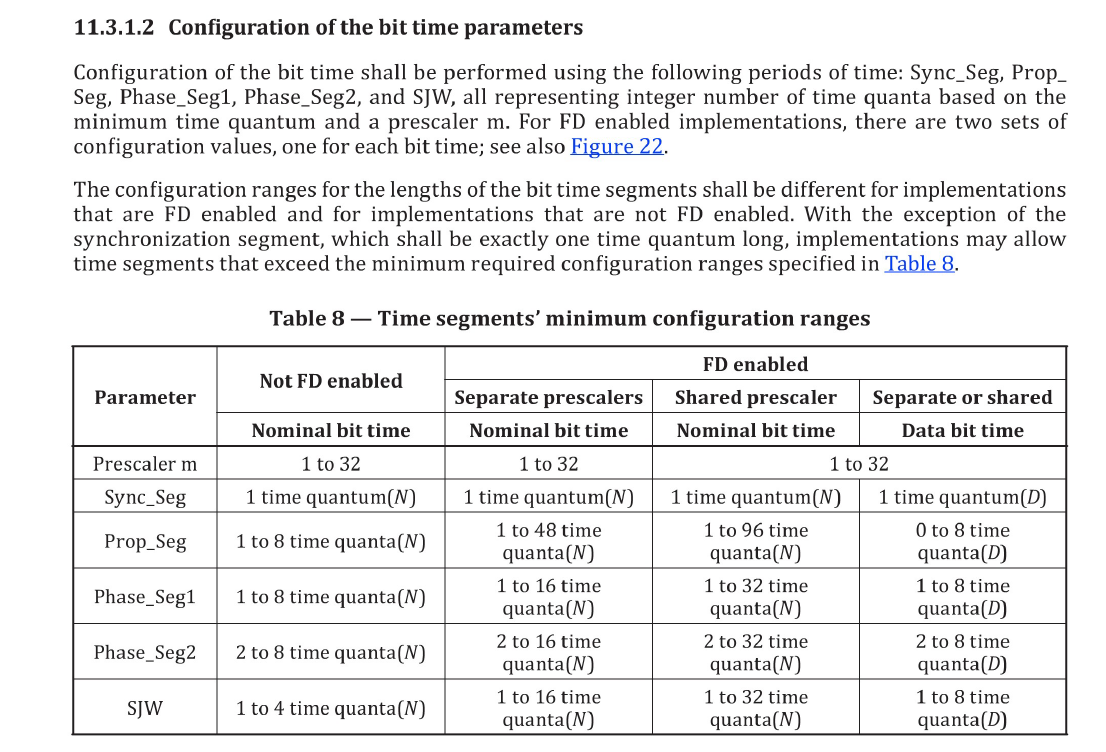 11.3.1.2 Configuration of the bit time parameters
Configuration of the bit time shall be performed using the following periods of time: Sync_Seg, Prop_
Seg, Phase_Seg1, Phase_Seg2, and SJW, all representing integer number of time quanta based on the
minimum time quantum and a prescaler m. For FD enabled implementations, there are two sets of
configuration values, one for each bit time; see also Figure 22.
The configuration ranges for the lengths of the bit time segments shall be different for implementations
that are FD enabled and for implementations that are not FD enabled. With the exception of the
synchronization segment, which shall be exactly one time quantum long, implementations may allow
time segments that exceed the minimum required configuration ranges specified in Table 8.
Table 8 — Time segments’ minimum configuration ranges
Parameter
Not FD enabled
FD enabled
Separate prescalers Shared prescaler Separate or shared
Nominal bit time Nominal bit time Nominal bit time Data bit time
Prescaler m 1 to 32 1 to 32 1 to 32
Sync_Seg 1 time quantum(N) 1 time quantum(N) 1 time quantum(N) 1 time quantum(D)
Prop_Seg 1 to 8 time quanta(N)
1 to 48 time
quanta(N)
1 to 96 time
quanta(N)
0 to 8 time
quanta(D)
Phase_Seg1 1 to 8 time quanta(N)
1 to 16 time
quanta(N)
1 to 32 time
quanta(N)
1 to 8 time
quanta(D)
Phase_Seg2 2 to 8 time quanta(N)
2 to 16 time
quanta(N)
2 to 32 time
quanta(N)
2 to 8 time
quanta(D)
SJW 1 to 4 time quanta(N)
1 to 16 time
quanta(N)
1 to 32 time
quanta(N)
1 to 8 time
quanta(D)